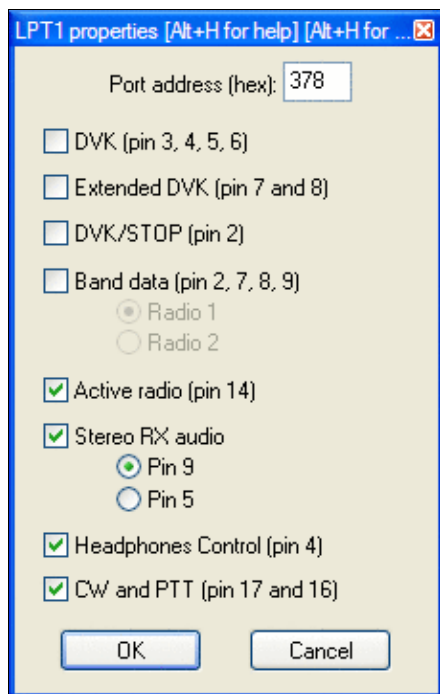 LPT1 properties [Alt+H for help] [Alt+H for ...
Port address (hex): 378
DVK (pin 3, 4, 5, 6)
Extended DVK (pin 7 and 8)
DVK/STOP (pin 2)
Band data (pin 2, 7, 8, 9)
Radio 1
Radio 2
Active radio (pin 14)
Stereo RX audio
Pin 9
Pin 5
Headphones Control (pin 4)
CW and PTT (pin 17 and 16)
OK Cancel